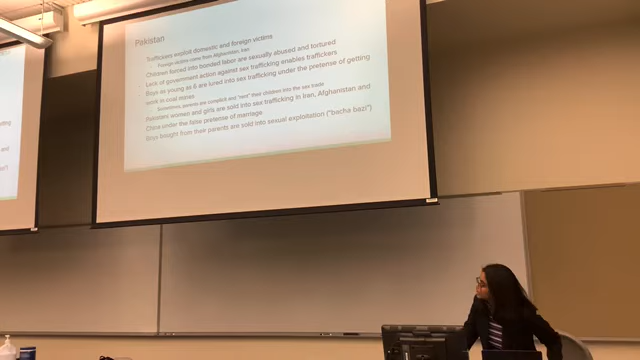 Pakistan
Traffickers exploit domestic and foreign victims
Foreign victims come from Afghanistan, Iran
Children forced into bonded labor are sexually abused and tortured
Lack of government action against sex trafficking enables traffickers
Boys as young as 6 are lured into sex trafficking under the pretense of getting
work in coal mines
Sometimes, parents are complicit and "rent" their children into the sex trade
Pakistani women and girls are sold into sex trafficking in Iran, Afghanistan and
China under the false pretense of marriage
Boys bought from their parents are sold into sexual exploitation ("bacha bazi")